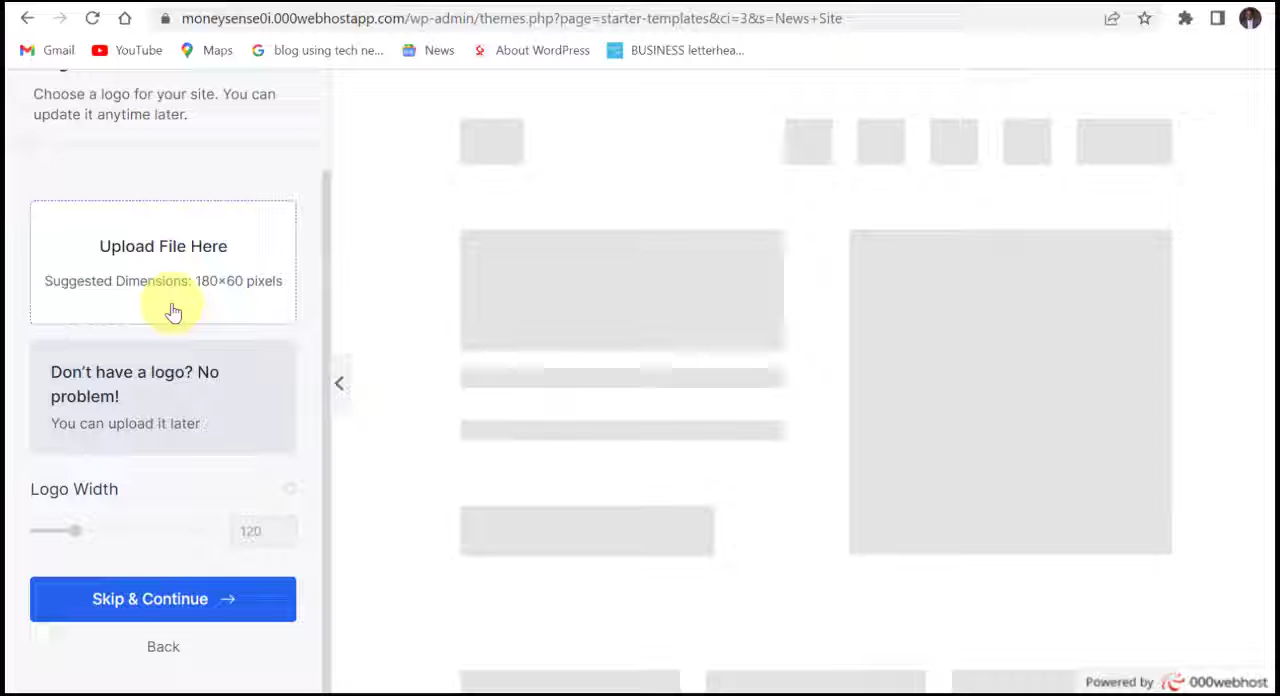 moneysense0i.000webhostapp.com/wp-admin/themes.php?page=starter-templates&ci=3&s=News+Site
Gmail YouTube Maps blog using tech ne... News About WordPress BUSINESS letterhea...
Choose a logo for your site. You can
update it anytime later.
Upload File Here
Suggested Dimensions: 180×60 pixels
Don't have a logo? No
problem!
You can upload it later
Logo Width
120
Skip & Continue →
Back
Powered by 000webhost